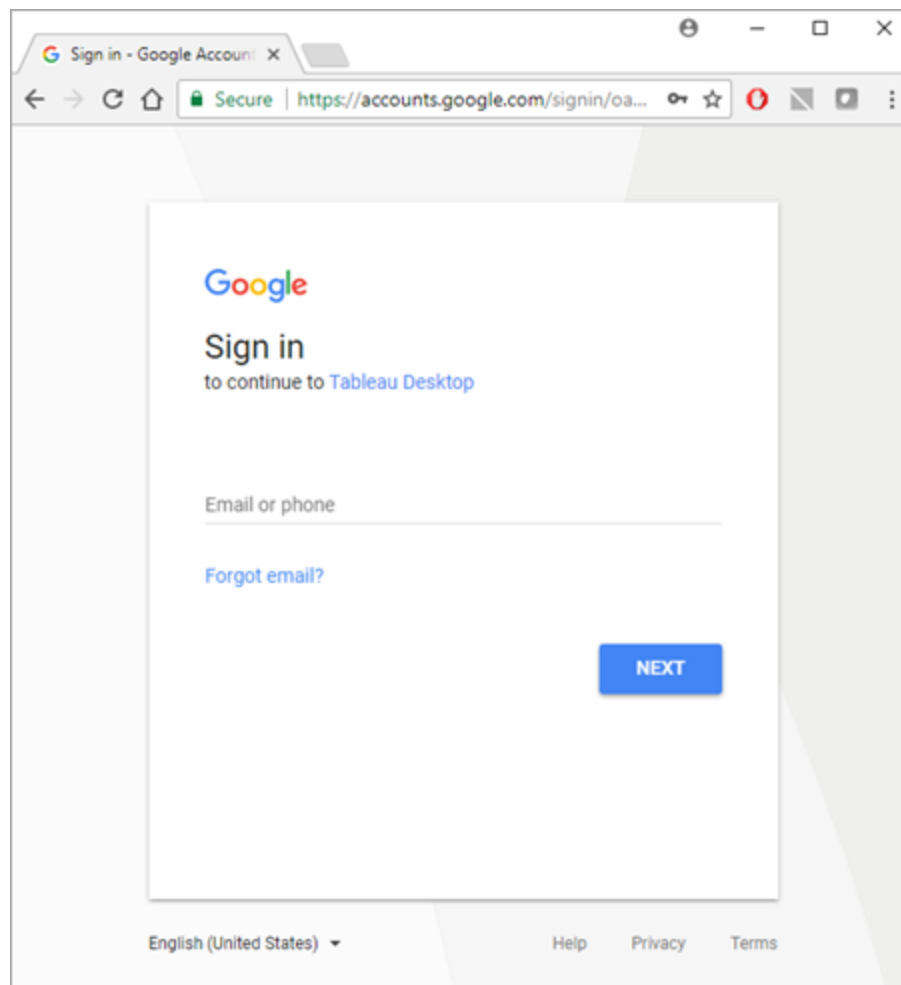 Sign in - Google Account
Secure | https://accounts.google.com/signin/oa...
Google
Sign in
to continue to Tableau Desktop
Email or phone
Forgot email?
NEXT
English (United States) Help Privacy Terms